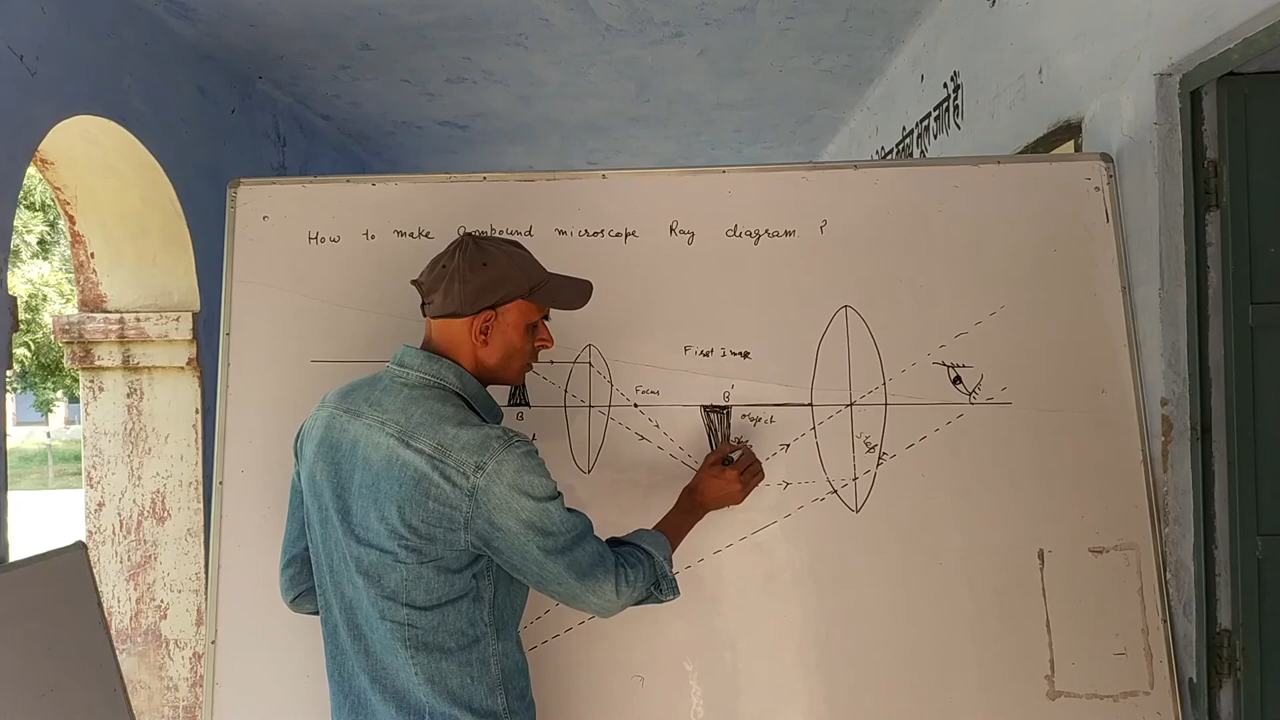 भूल जाते हैं।
How to make Compound microscope Ray diagram ?
First Image
Focus
B'
B
object